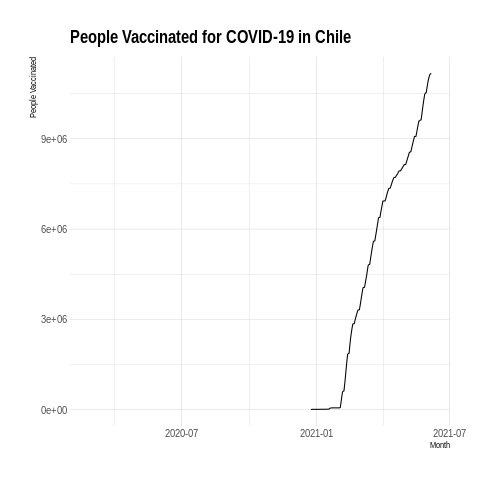 People Vaccinated for COVID-19 in Chile
People Vaccinated
9e+06
6e+06
3e+06
0e+00
2020-07
2021-01
2021-07
Month